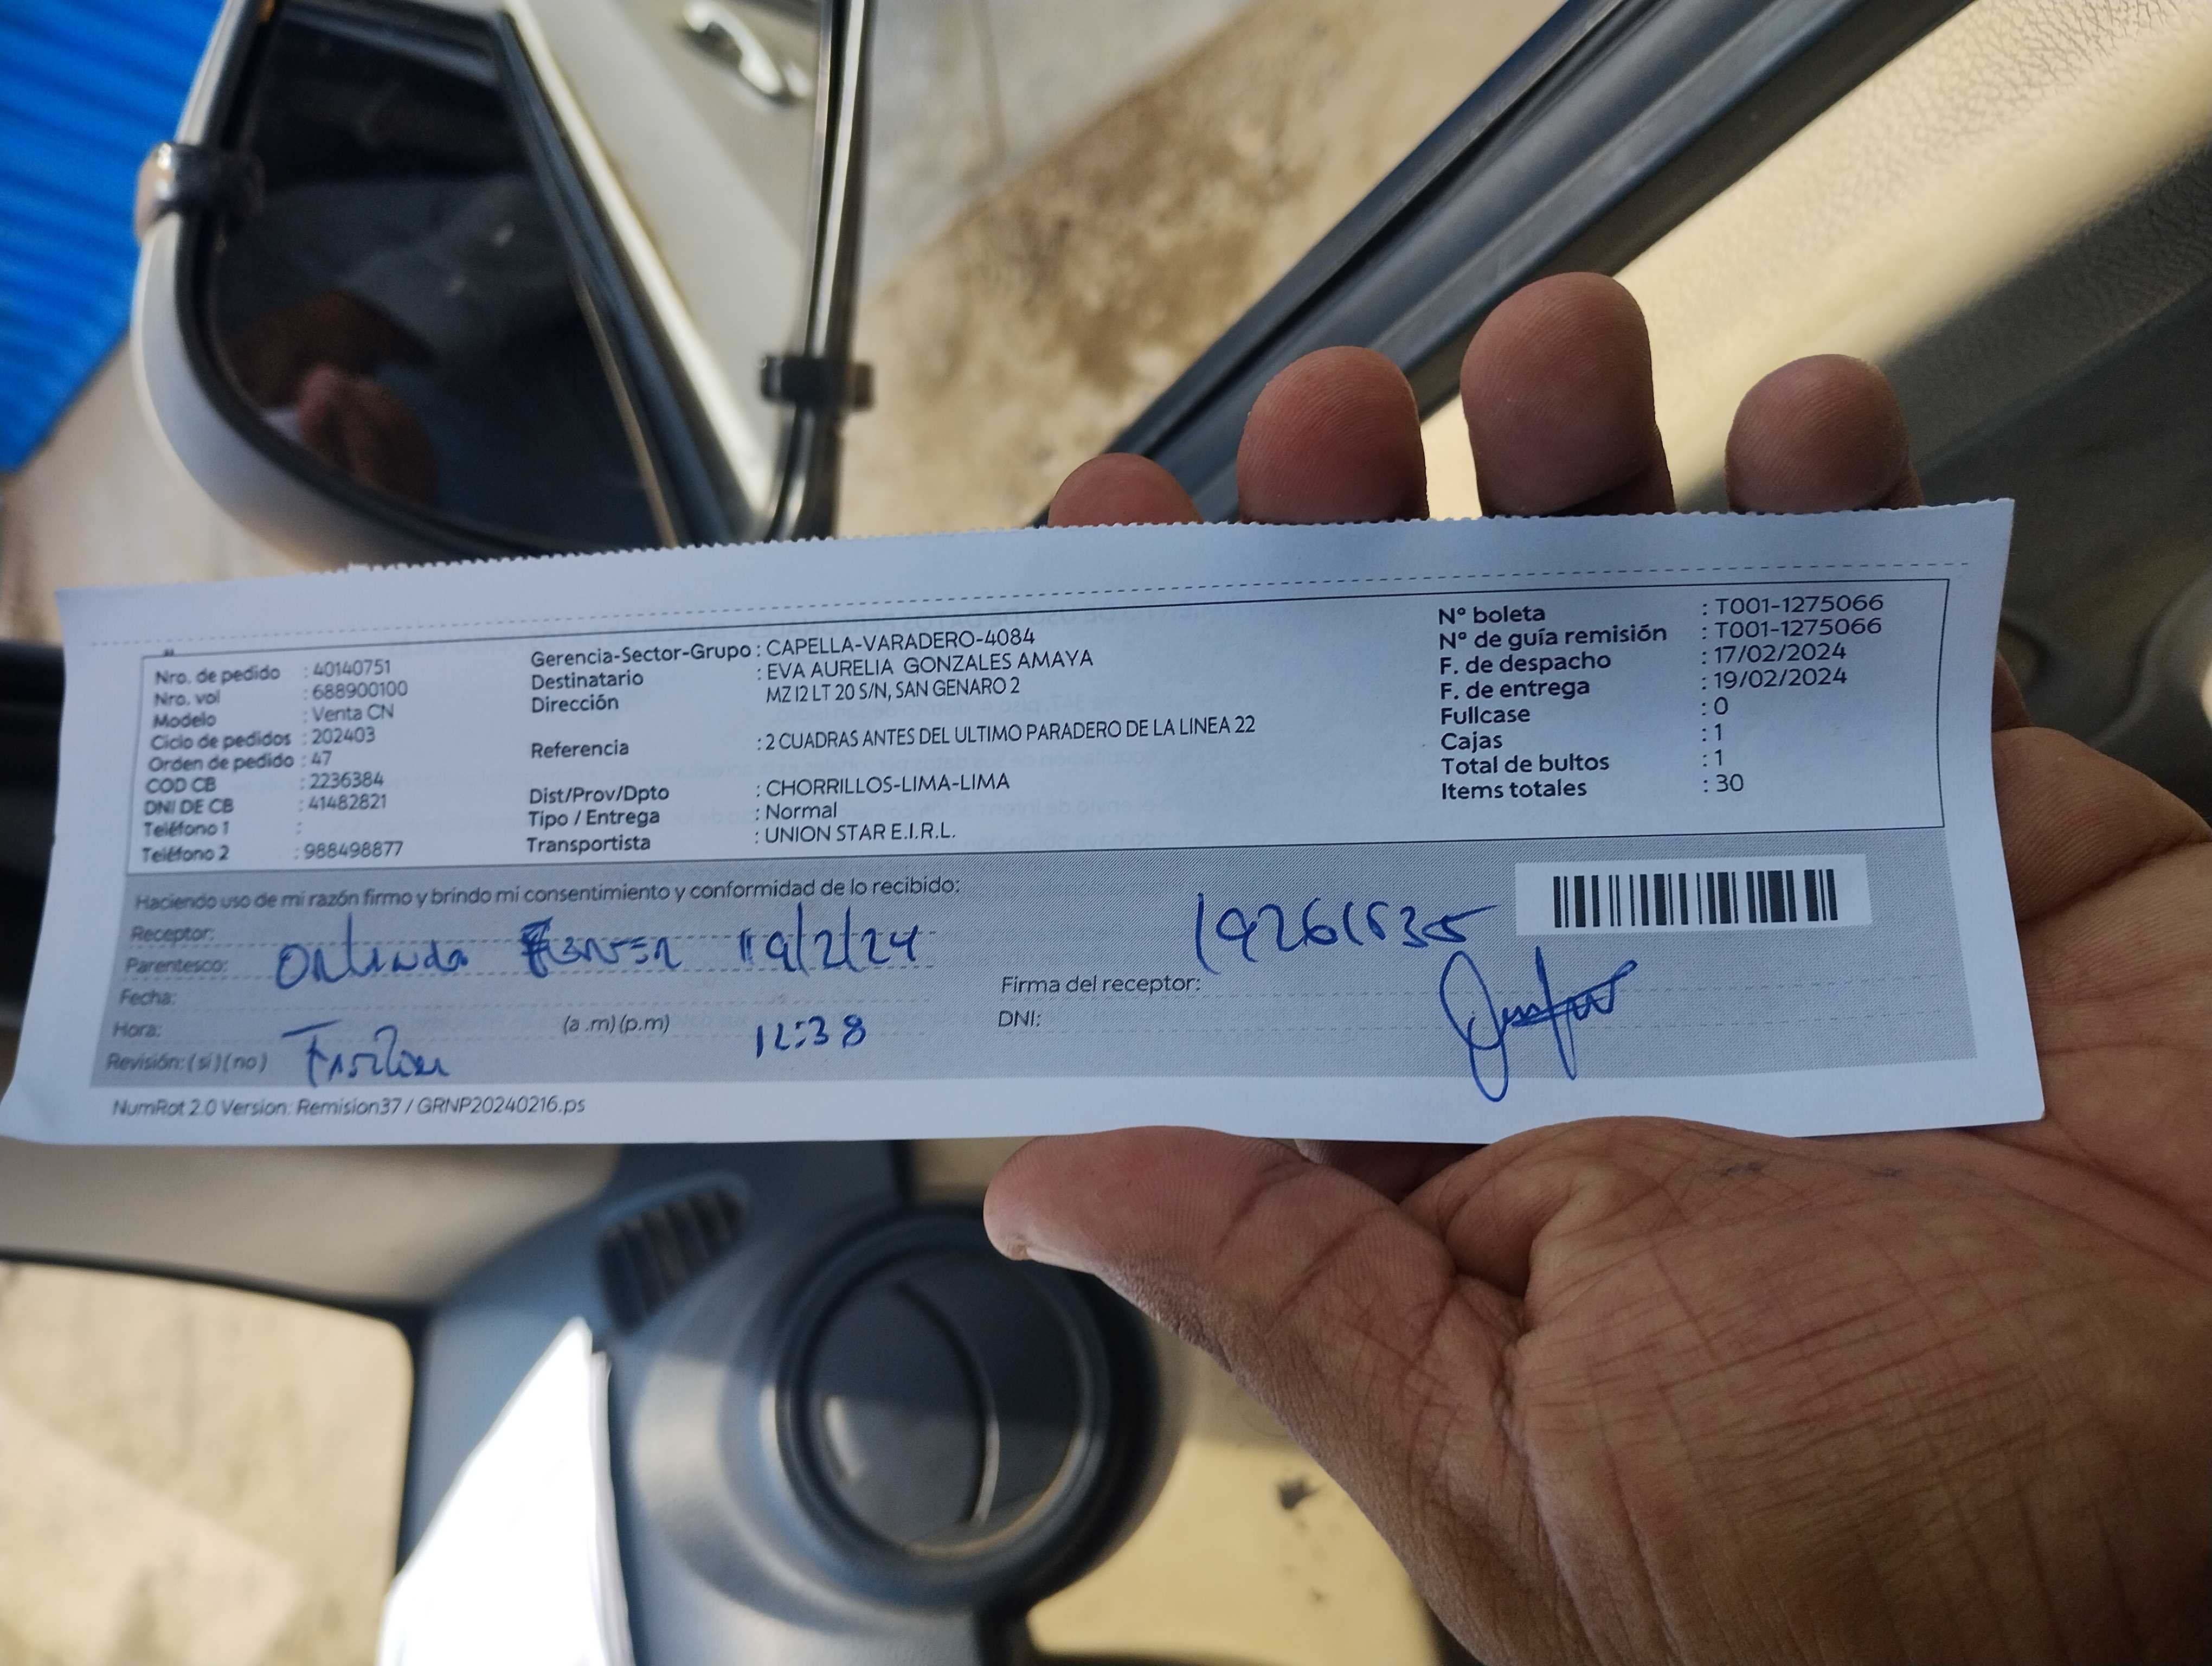 Nro. de pedido : 40140751
Nro. vol : 688900100
Modelo : Venta CN
Ciclo de pedidos : 202403
Orden de pedido : 47
COD CB : 2236384
DNI DE CB : 41482821
Teléfono 1 :
Teléfono 2 : 988498877
Gerencia-Sector-Grupo : CAPELLA-VARADERO-4084
Destinatario : EVA AURELIA GONZALES AMAYA
Dirección MZ I2 LT 20 S/N, SAN GENARO 2
Referencia : 2 CUADRAS ANTES DEL ULTIMO PARADERO DE LA LINEA 22
Dist/Prov/Dpto : CHORRILLOS-LIMA-LIMA
Tipo / Entrega : Normal
Transportista : UNION STAR E.I.R.L.
N° boleta : T001-1275066
N° de guía remisión : T001-1275066
F. de despacho : 17/02/2024
F. de entrega : 19/02/2024
Fullcase : 0
Cajas : 1
Total de bultos : 1
Items totales : 30
Haciendo uso de mi razón firmo y brindo mi consentimiento y conformidad de lo recibido:
Receptor:
Parentesco: 19/2/24
Fecha:
Hora: (a .m) (p.m) 12:38
Revisión: (sí) (no)
Firma del receptor:
DNI:
NumRot 2.0 Version: Remision37 / GRNP20240216.ps